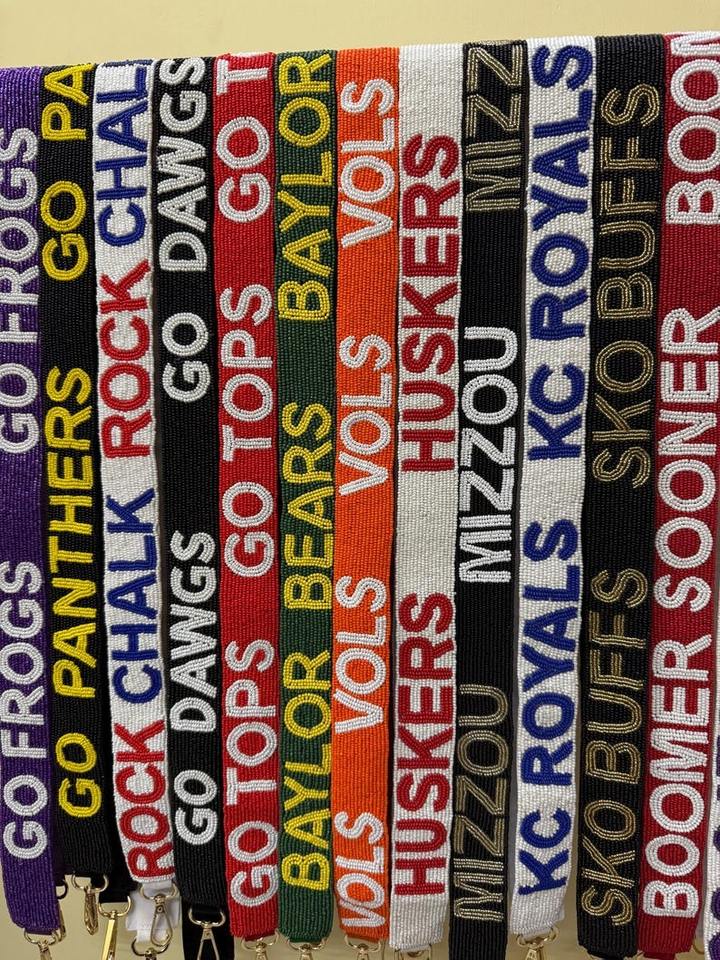 GO FROGS GO FROGS
GO PANTHERS GO PA
ROCK CHALK ROCK CHAL
GO DAWGS GO DAWGS
GO TOPS GO TOPS GO T
BAYLOR BEARS BAYLOR
VOLS VOLS VOLS VOLS
HUSKERS HUSKERS
MIZZOU MIZZOU MIZZ
KC ROYALS KC ROYALS
SKO BUFFS SKO BUFFS
BOOMER SOONER BOOM